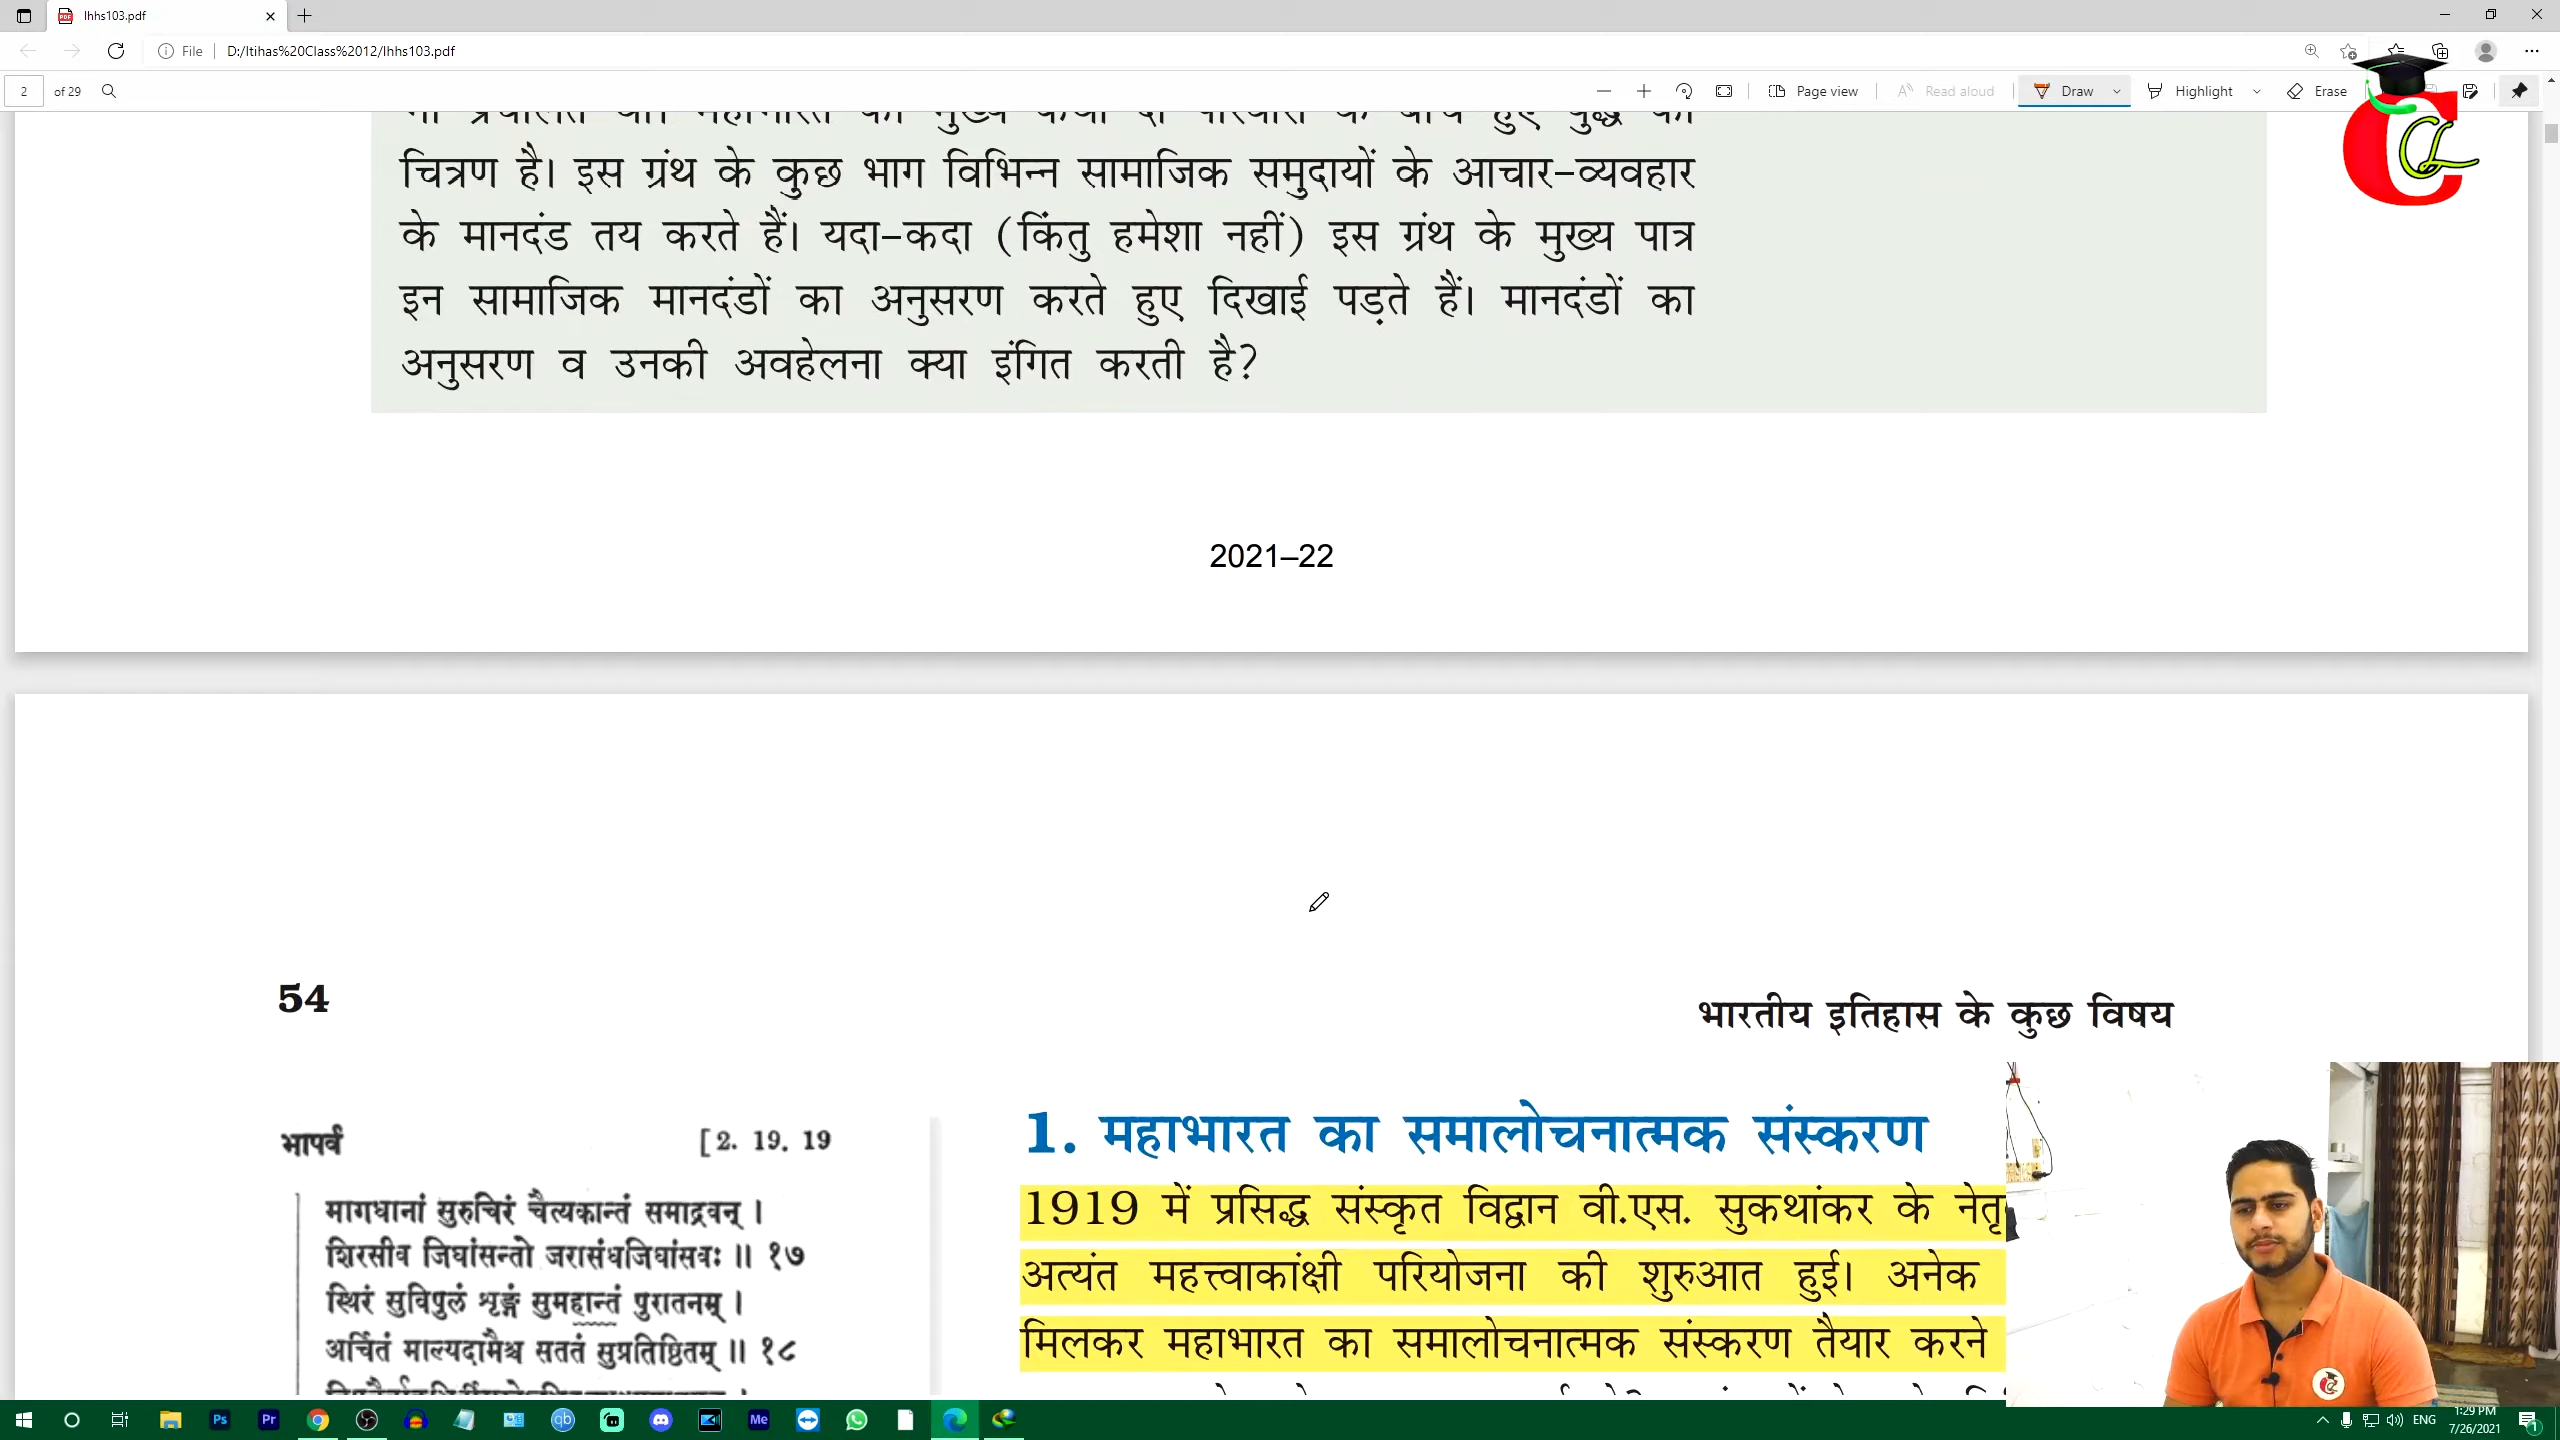 lhhs103.pdf
File
D:/Itihas%20Class%2012/lhhs103.pdf
2 of 29
Page view
Read aloud
Draw
Highlight
Erase
चित्रण है। इस ग्रंथ के कुछ भाग विभिन्न सामाजिक समुदायों के आचार–व्यवहार
के मानदंड तय करते हैं। यदा–कदा (किंतु हमेशा नहीं) इस ग्रंथ के मुख्य पात्र
इन सामाजिक मानदंडों का अनुसरण करते हुए दिखाई पड़ते हैं। मानदंडों का
अनुसरण व उनकी अवहेलना क्या इंगित करती है?
2021–22
54
भारतीय इतिहास के कुछ विषय
भापर्व
[ 2. 19. 19
मागधानां सुरुचिरं चैत्यकान्तं समाद्रवन् ।
शिरसीव जिघांसन्तो जरासंधजिघांसवः ॥ १७
स्थिरं सुविपुलं शृङ्गं सुमहान्तं पुरातनम् ।
अर्चितं माल्यदामैश्च सततं सुप्रतिष्ठितम् ॥ १८
1. महाभारत का समालोचनात्मक संस्करण
1919 में प्रसिद्ध संस्कृत विद्वान वी.एस. सुकथांकर के
अत्यंत महत्त्वाकांक्षी परियोजना की शुरुआत हुई। अनेक
मिलकर महाभारत का समालोचनात्मक संस्करण तैयार करने
ENG
1:29 PM
7/26/2021